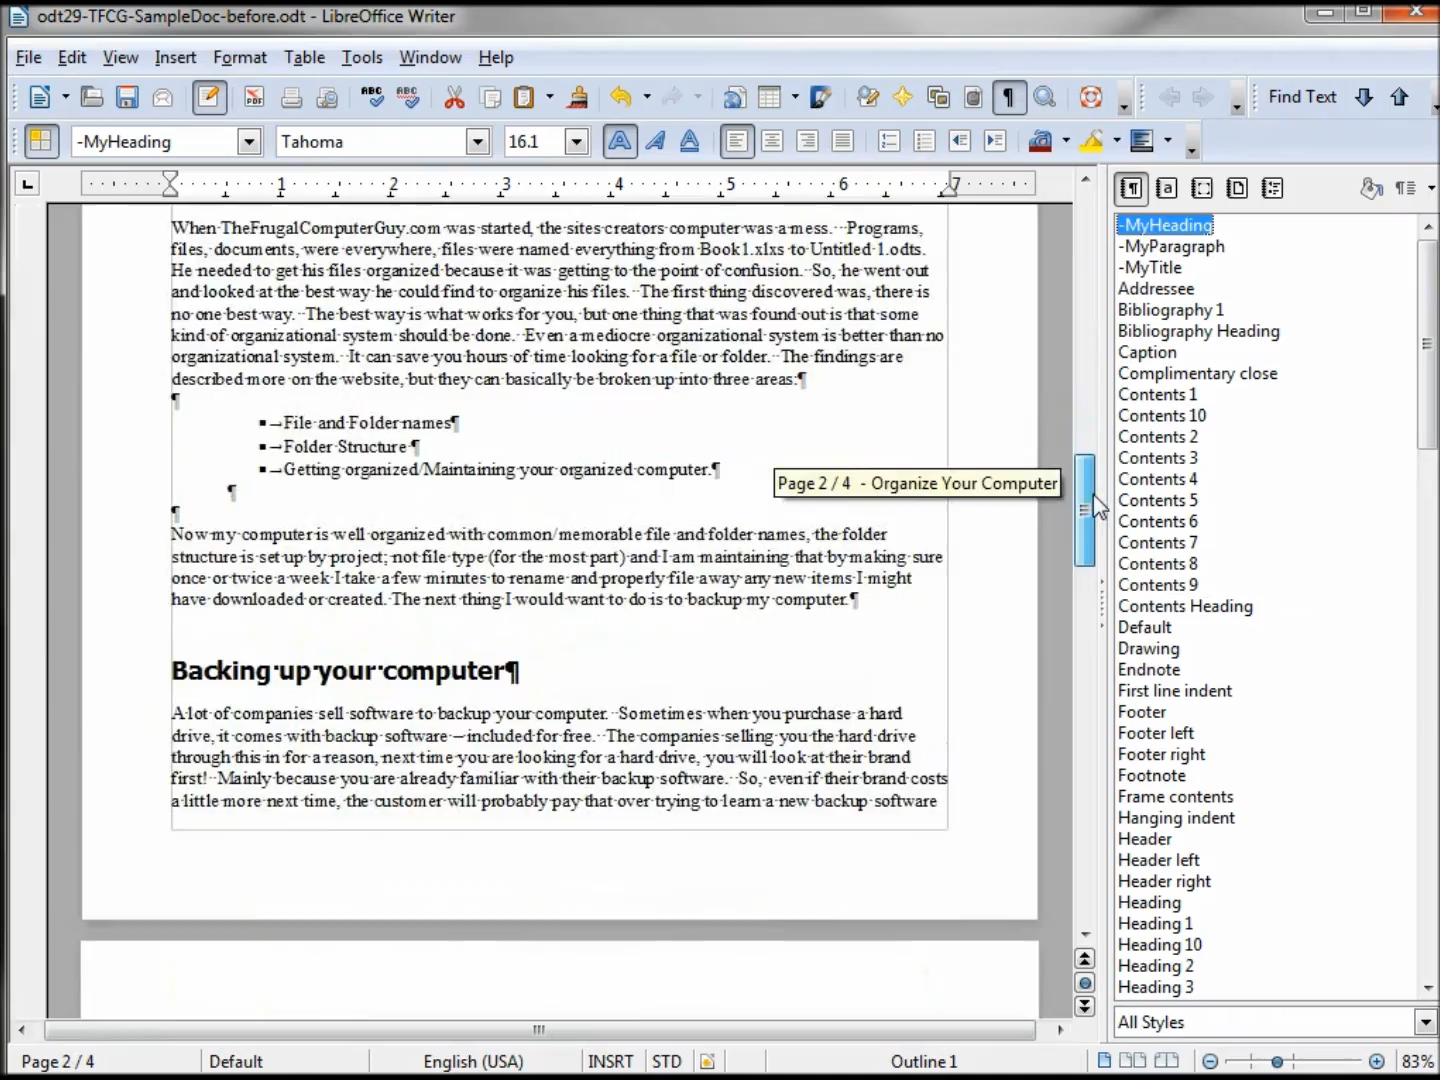 odt29-TFCG-SampleDoc-before.odt - LibreOffice Writer
File Edit View Insert Format Table Tools Window Help
PDF ABC ABC Find Text
-MyHeading Tahoma 16.1
1 2 3 4 5 6 7
When TheFrugalComputerGuy.com was started, the sites creators computer was a mess. Programs,
files, documents, were everywhere, files were named everything from Book1.xlxs to Untitled 1.odts.
He needed to get his files organized because it was getting to the point of confusion. So, he went out
and looked at the best way he could find to organize his files. The first thing discovered was, there is
no one best way. The best way is what works for you, but one thing that was found out is that some
kind of organizational system should be done. Even a mediocre organizational system is better than no
organizational system. It can save you hours of time looking for a file or folder. The findings are
described more on the website, but they can basically be broken up into three areas:¶
¶
▪→File and Folder names¶
▪→Folder Structure ¶
▪→Getting organized/Maintaining your organized computer.¶
¶
¶
Page 2 / 4 - Organize Your Computer
Now my computer is well organized with common/memorable file and folder names, the folder
structure is set up by project; not file type (for the most part) and I am maintaining that by making sure
once or twice a week I take a few minutes to rename and properly file away any new items I might
have downloaded or created. The next thing I would want to do is to backup my computer.¶
Backing up your computer¶
A lot of companies sell software to backup your computer. Sometimes when you purchase a hard
drive, it comes with backup software –included for free. The companies selling you the hard drive
through this in for a reason, next time you are looking for a hard drive, you will look at their brand
first! Mainly because you are already familiar with their backup software. So, even if their brand costs
a little more next time, the customer will probably pay that over trying to learn a new backup software
-MyHeading
-MyParagraph
-MyTitle
Addressee
Bibliography 1
Bibliography Heading
Caption
Complimentary close
Contents 1
Contents 10
Contents 2
Contents 3
Contents 4
Contents 5
Contents 6
Contents 7
Contents 8
Contents 9
Contents Heading
Default
Drawing
Endnote
First line indent
Footer
Footer left
Footer right
Footnote
Frame contents
Hanging indent
Header
Header left
Header right
Heading
Heading 1
Heading 10
Heading 2
Heading 3
All Styles
Page 2 / 4 Default English (USA) INSRT STD Outline 1 83%